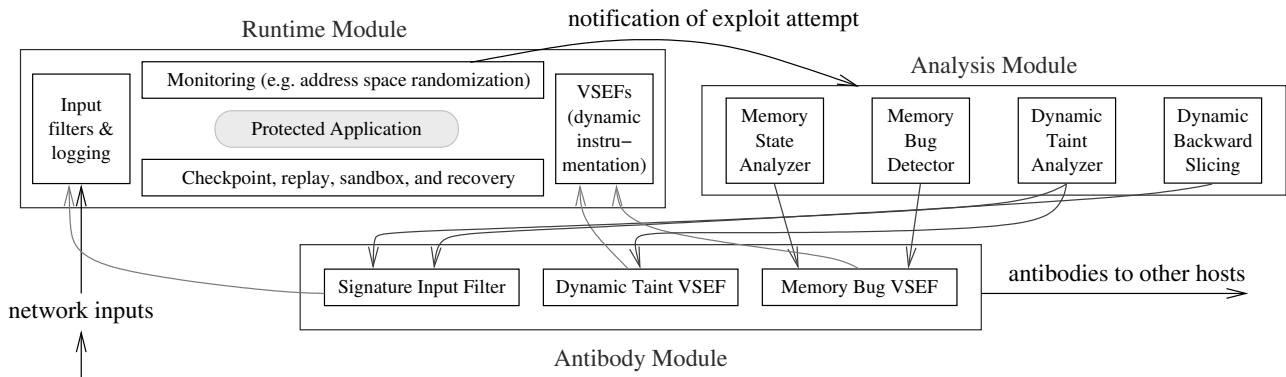 notification of exploit attempt
Runtime Module
Analysis Module
Input
filters &
logging
Monitoring (e.g. address space randomization)
Protected Application
Checkpoint, replay, sandbox, and recovery
VSEFs
(dynamic
instru-
mentation)
Memory
State
Analyzer
Memory
Bug
Detector
Dynamic
Taint
Analyzer
Dynamic
Backward
Slicing
Signature Input Filter
Dynamic Taint VSEF
Memory Bug VSEF
antibodies to other hosts
network inputs
Antibody Module